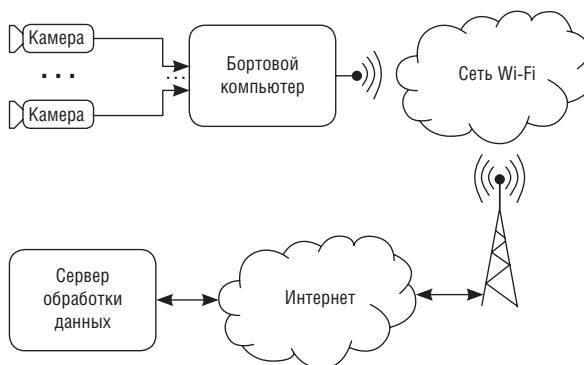 Камера
Бортовой
компьютер
Сеть Wi-Fi
Камера
Сервер
обработки
данных
Интернет